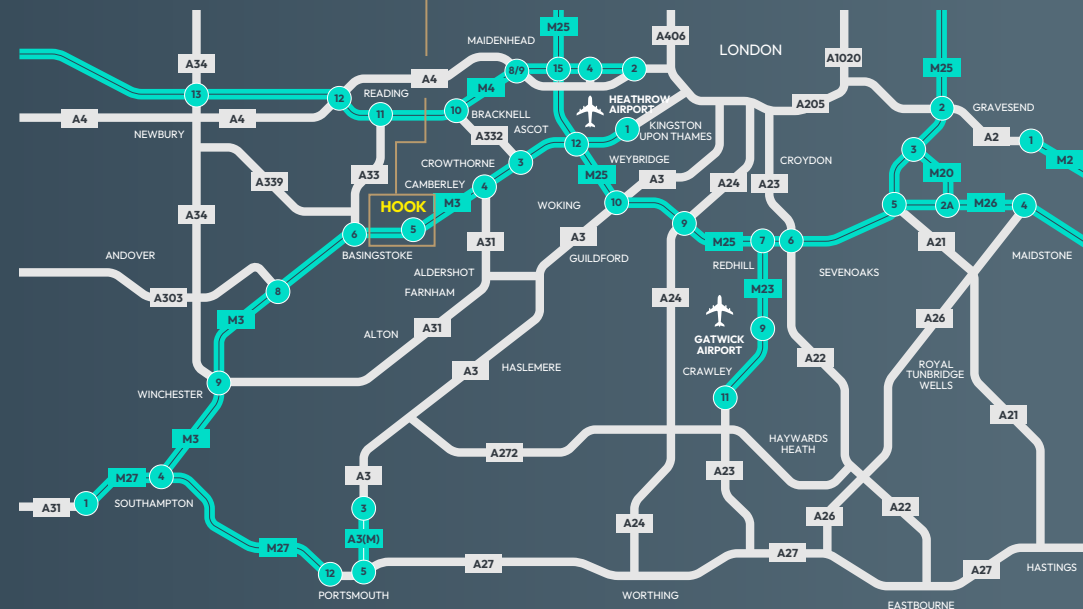 M25
A406
LONDON
MAIDENHEAD
A34
A1020
8/9
15
4
2
M25
A4
READING
M4
13
12
HEATHROW
AIRPORT
A205
2
GRAVESEND
11
10
BRACKNELL
A4
A4
KINGSTON
UPON THAMES
1
NEWBURY
ASCOT
A332
12
A2
1
3
M2
WEYBRIDGE
CROYDON
CROWTHORNE
3
A33
A339
CAMBERLEY
4
M25
A3
A24
A23
M20
HOOK
M3
WOKING
10
5
2A
M26
4
A34
9
6
5
A31
A3
M25
7
6
A21
BASINGSTOKE
GUILDFORD
REDHILL
MAIDSTONE
ANDOVER
ALDERSHOT
SEVENOAKS
FARNHAM
8
M23
A303
A24
M3
A31
A26
ALTON
9
GATWICK
AIRPORT
A22
HASLEMERE
A3
CRAWLEY
ROYAL
TUNBRIDGE
WELLS
9
WINCHESTER
11
A21
M3
HAYWARDS
HEATH
A272
M27
4
A3
A23
1
SOUTHAMPTON
A31
3
A22
A26
A24
A3(M)
M27
A27
A27
12
5
A27
HASTINGS
PORTSMOUTH
WORTHING
EASTBOURNE